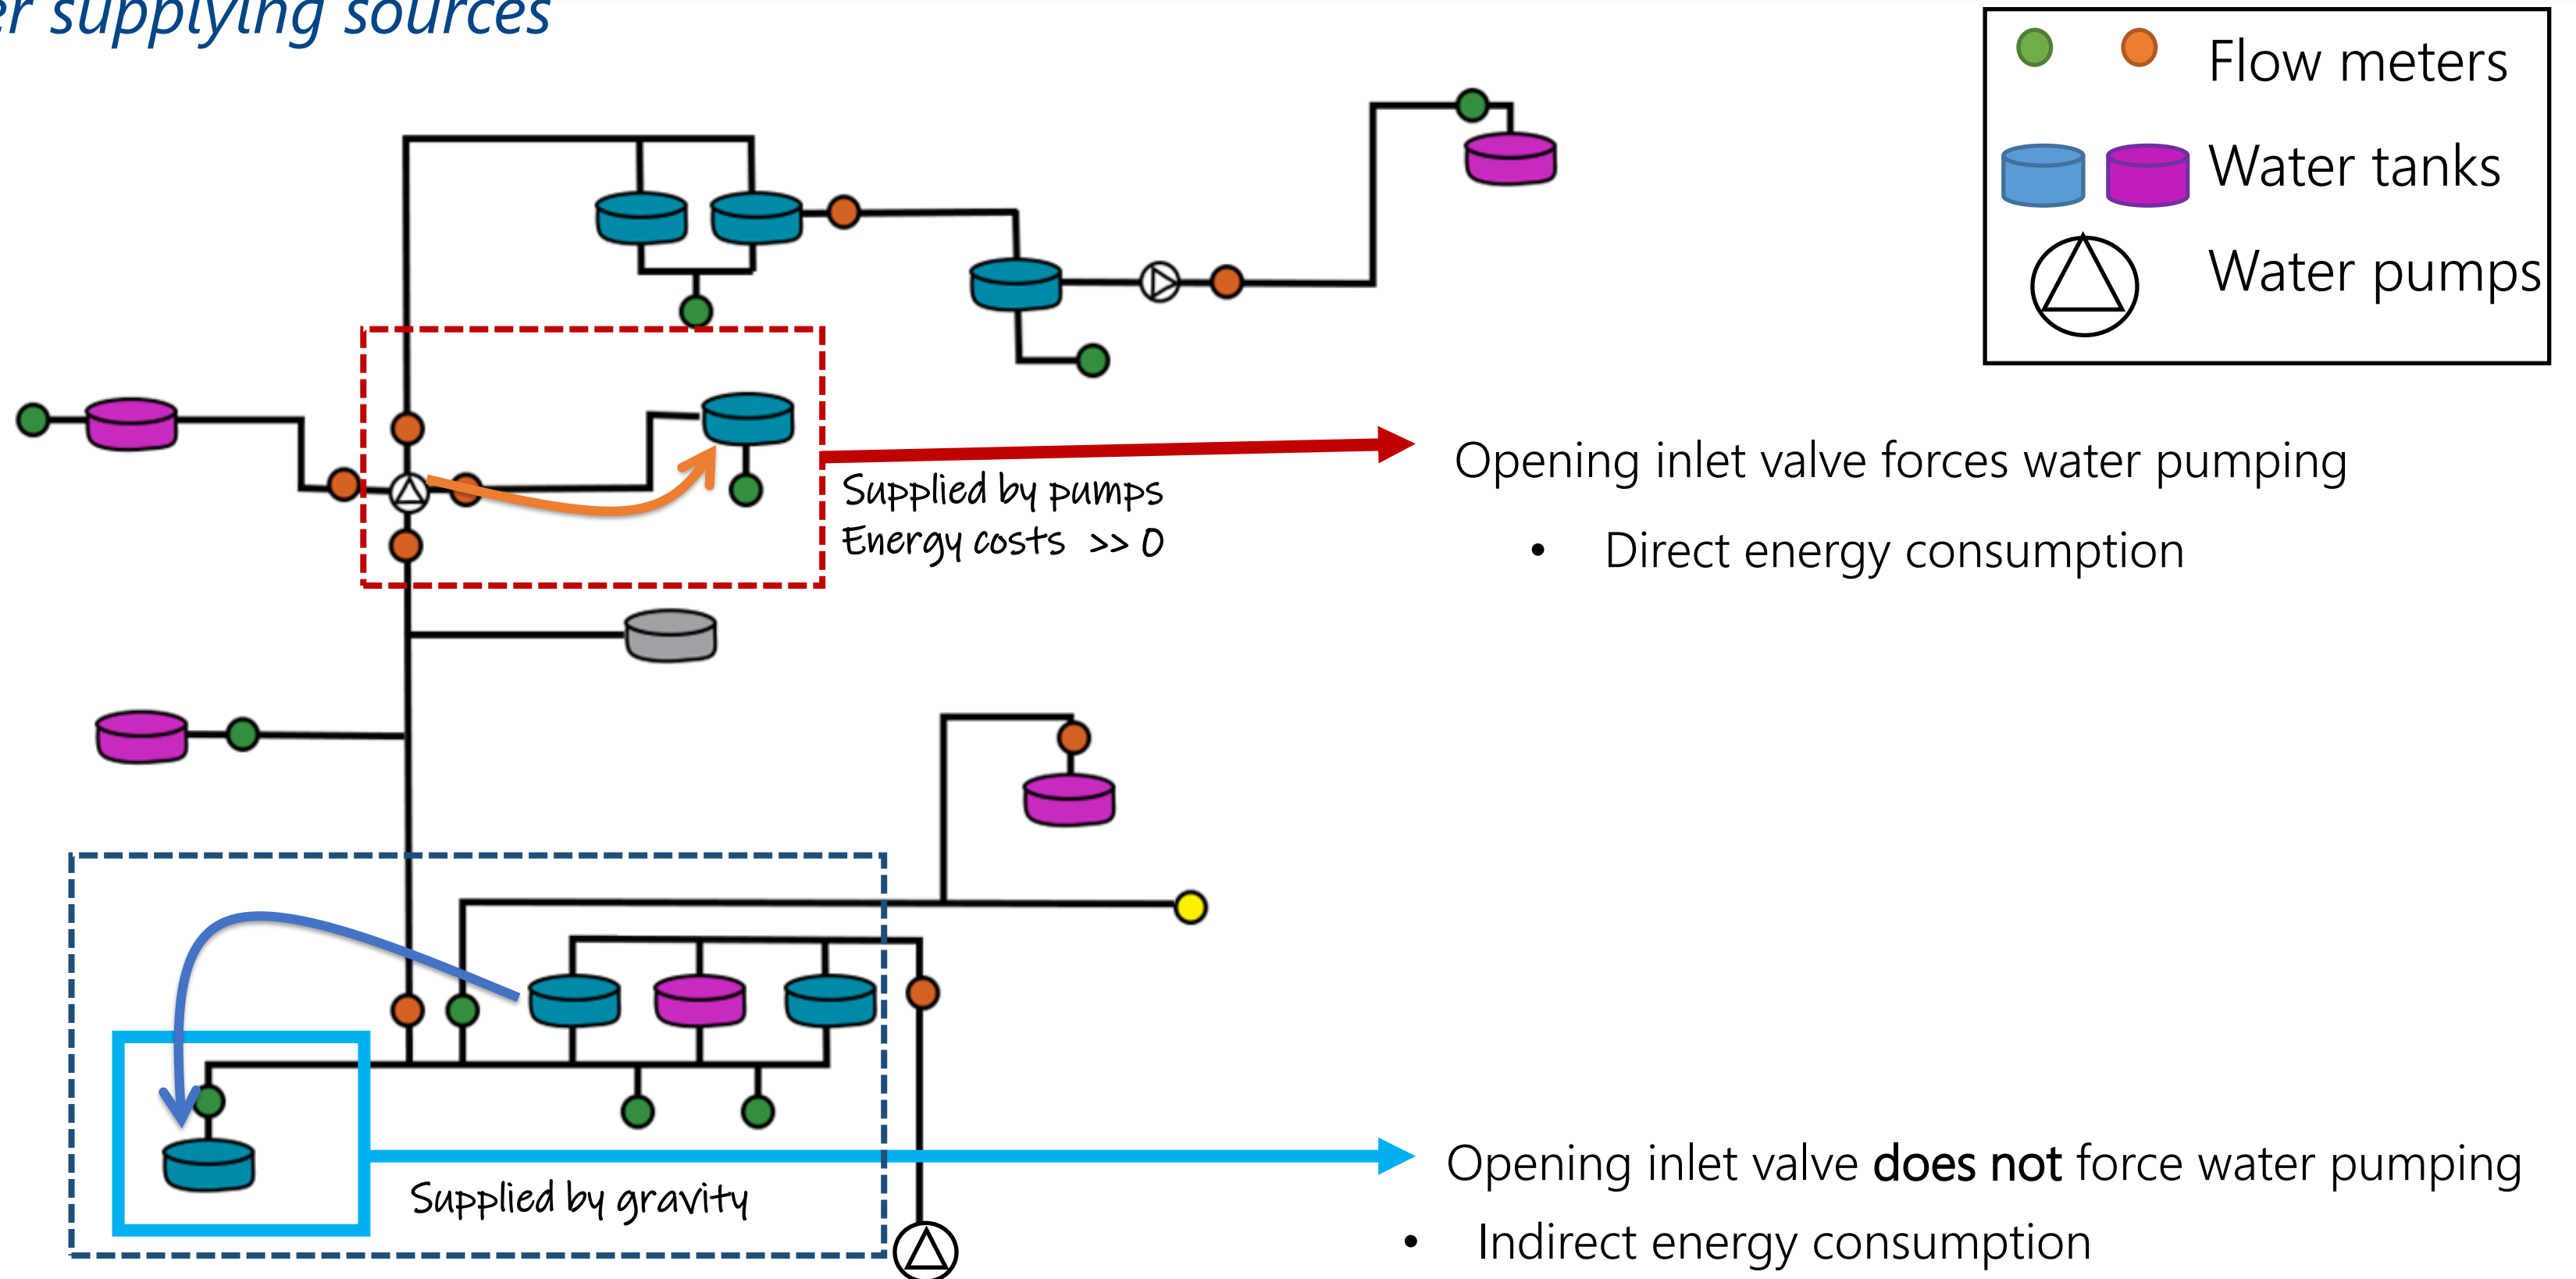 er supplying sources
Flow meters
Water tanks
Water pumps
Opening inlet valve forces water pumping
• Direct energy consumption
Supplied by pumps
Energy costs >> 0
Opening inlet valve does not force water pumping
• Indirect energy consumption
Supplied by gravity